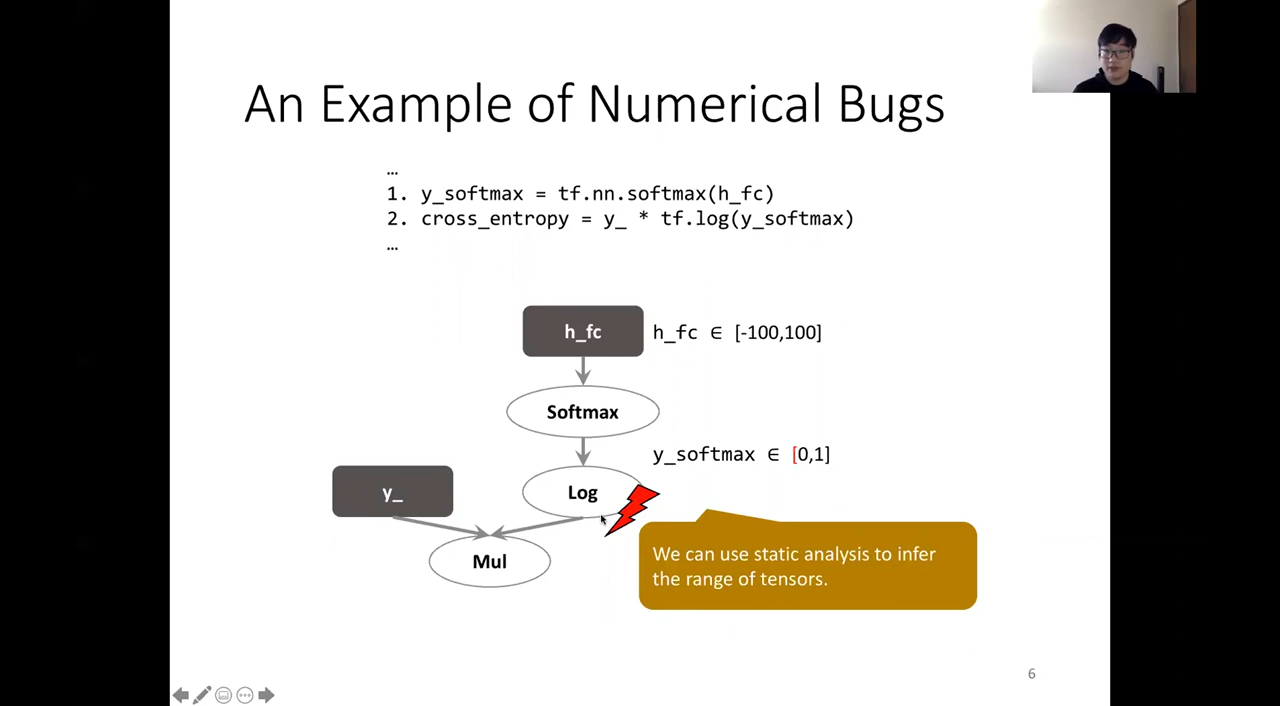 An Example of Numerical Bugs
…
1. y_softmax = tf.nn.softmax(h_fc)
2. cross_entropy = y_ * tf.log(y_softmax)
…
h_fc
h_fc ∈ [-100,100]
Softmax
y_softmax ∈ [0,1]
y_
Log
Mul
We can use static analysis to infer
the range of tensors.
6